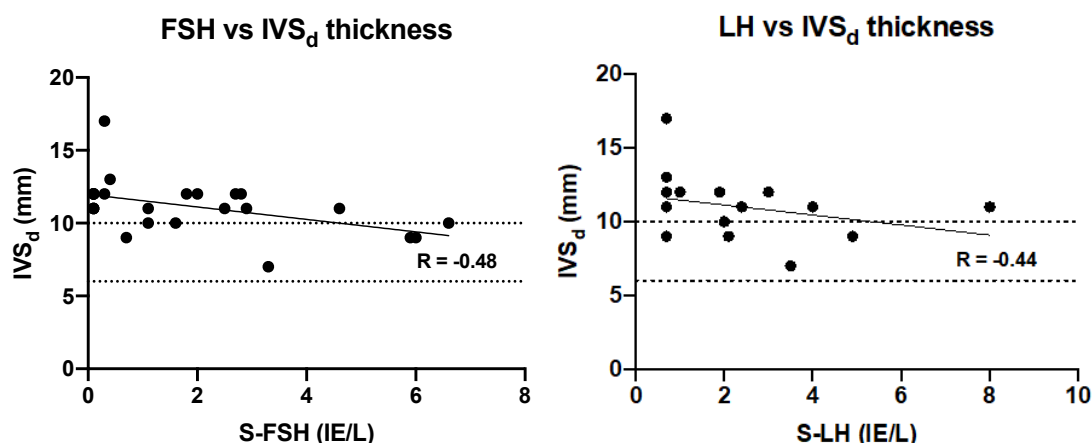 FSH vs IVSd thickness
20
15
10
5
0
IVSd (mm)
R = -0.48
0 2 4 6 8
S-FSH (IE/L)
LH vs IVSd thickness
20
15
10
5
0
IVSd (mm)
R = -0.44
0 2 4 6 8 10
S-LH (IE/L)